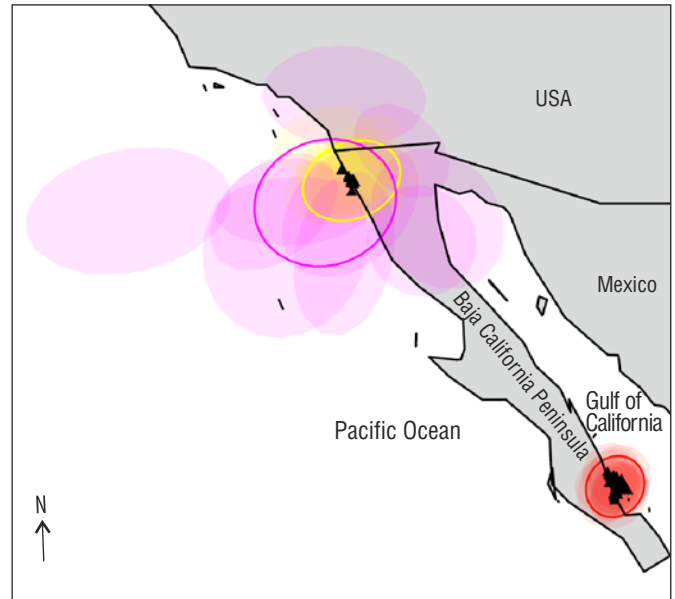 USA
Mexico
Baja California Peninsula
Gulf of
California
Pacific Ocean
N